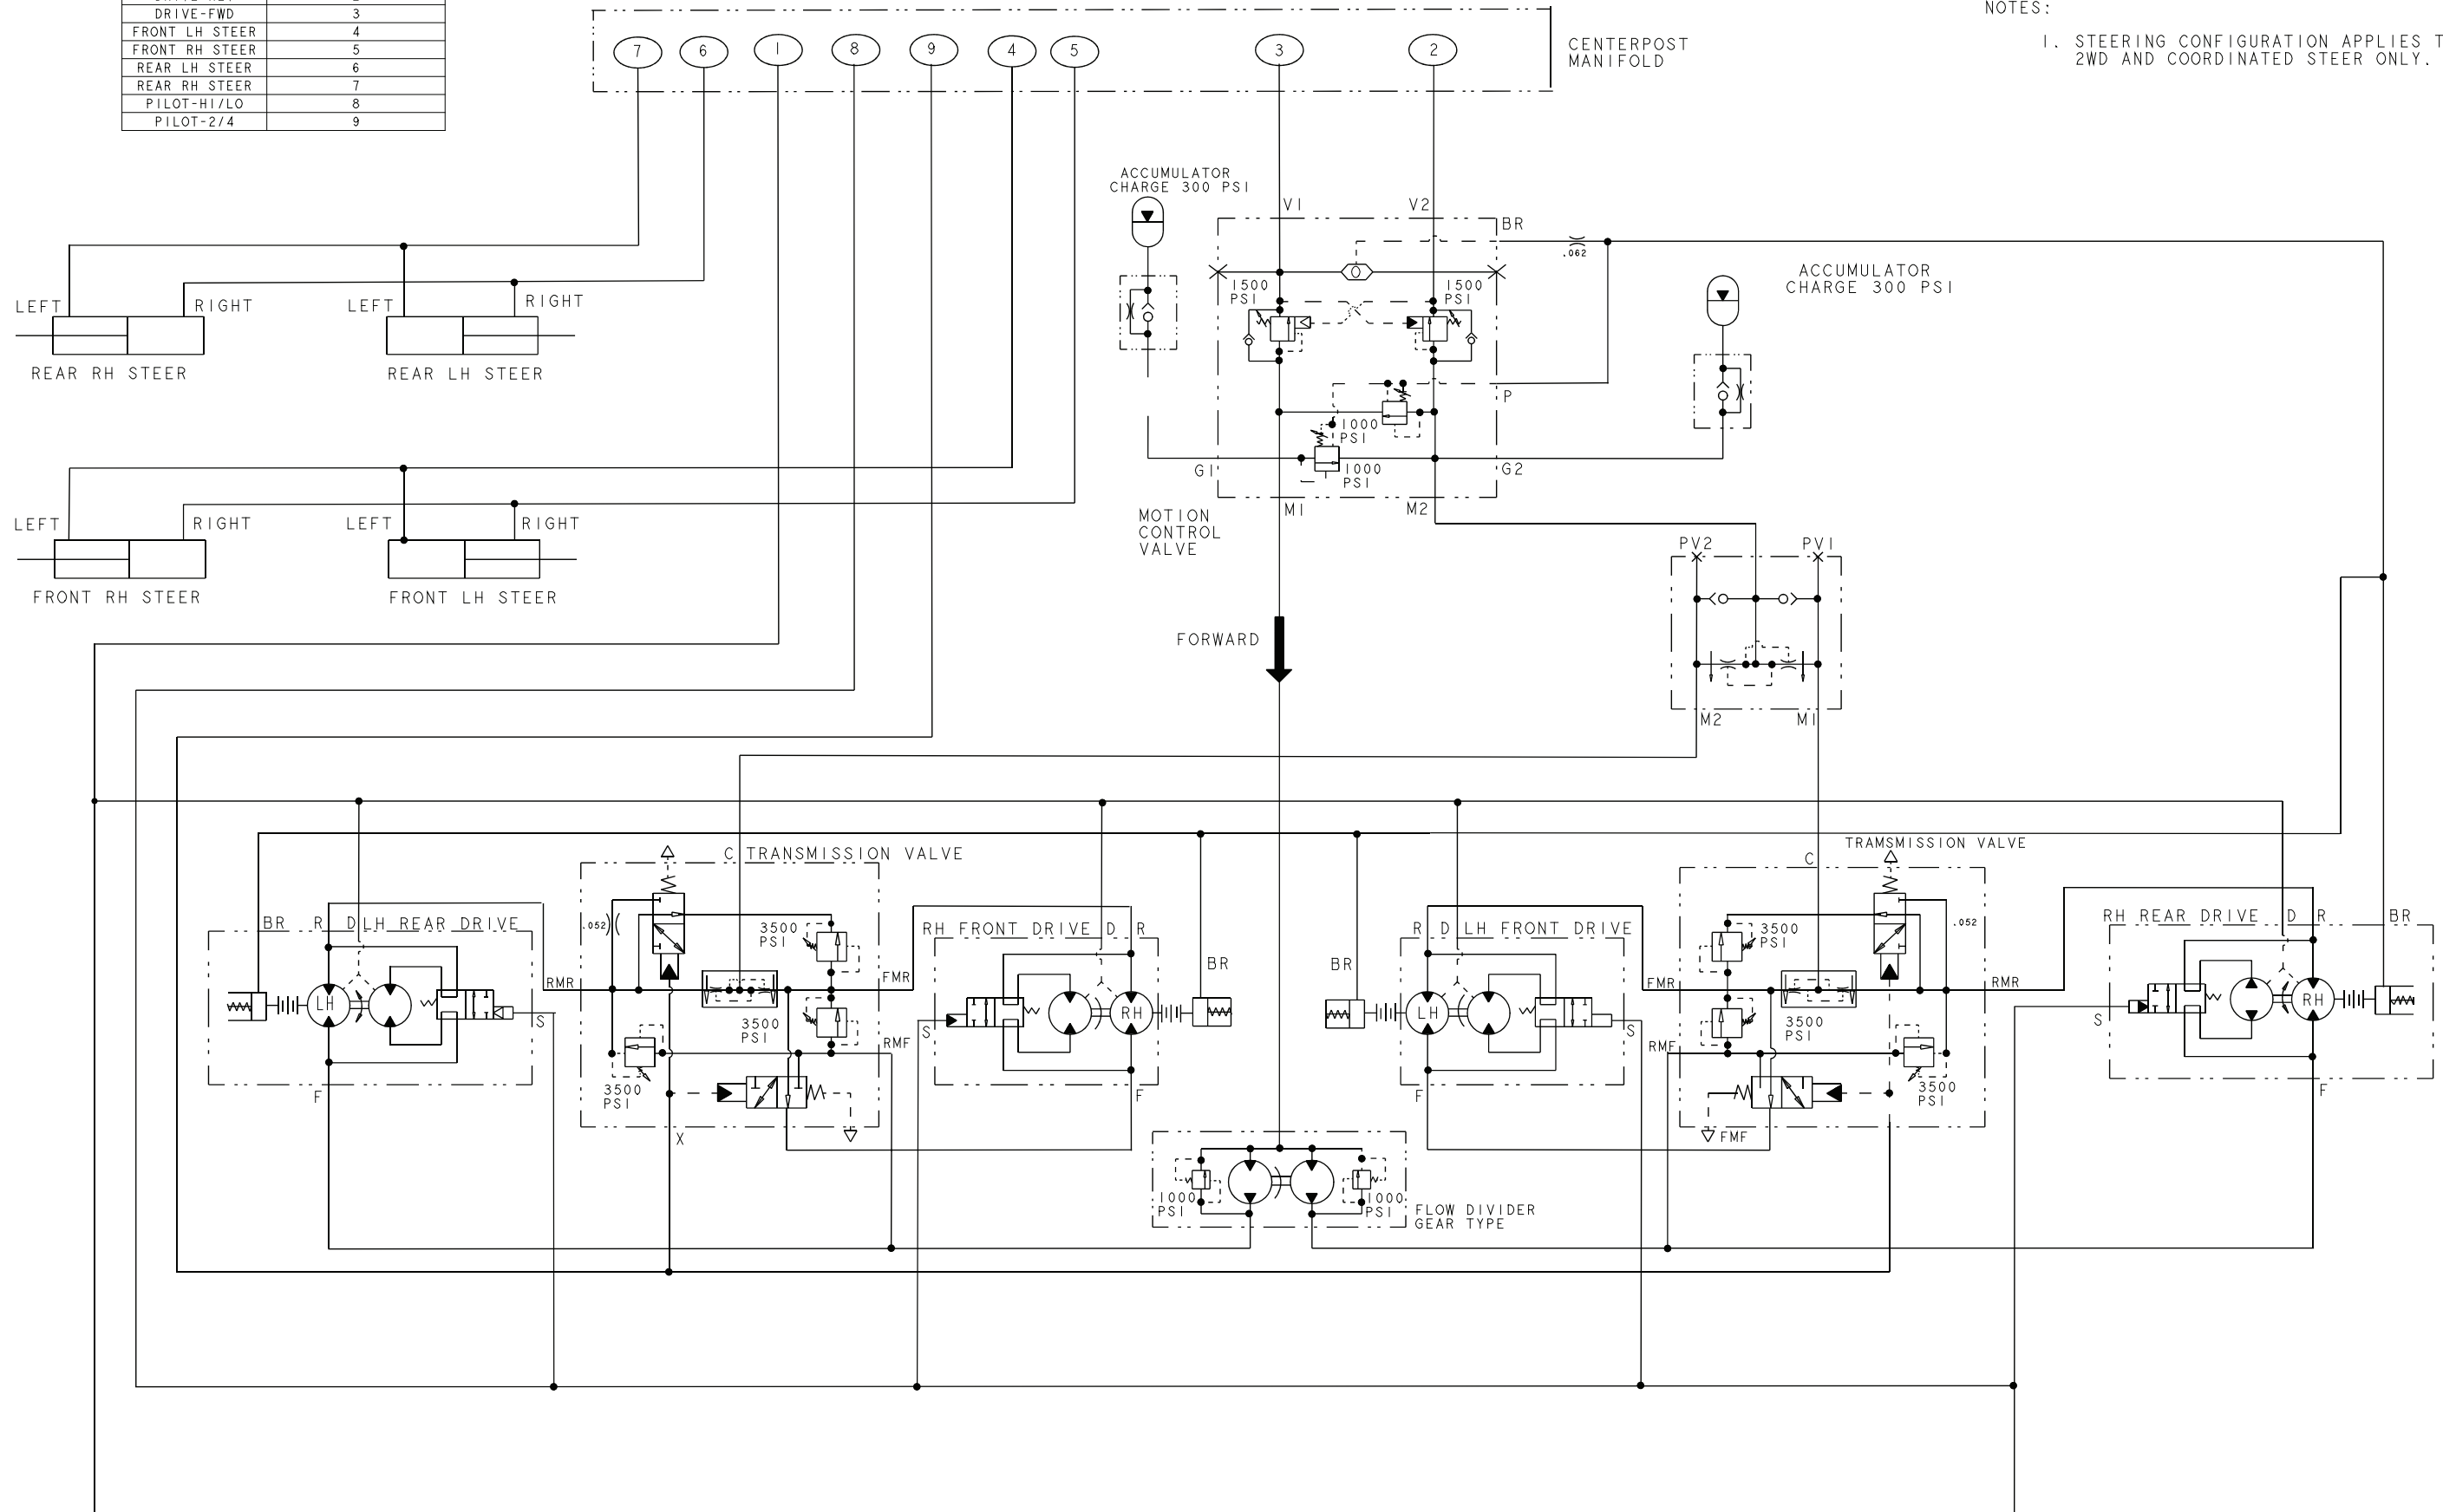 DRIVE-FWD 3
FRONT LH STEER 4
FRONT RH STEER 5
REAR LH STEER 6
REAR RH STEER 7
PILOT-HI/LO 8
PILOT-2/4 9
7 6 1 8 9 4 5 3 2
CENTERPOST
MANIFOLD
NOTES:
1. STEERING CONFIGURATION APPLIES T
2WD AND COORDINATED STEER ONLY.
ACCUMULATOR
CHARGE 300 PSI
V1
V2
BR
.062
ACCUMULATOR
CHARGE 300 PSI
1500
PSI
1500
PSI
P
1000
PSI
1000
PSI
G1
G2
M1
M2
MOTION
CONTROL
VALVE
LEFT
RIGHT
LEFT
RIGHT
REAR RH STEER
REAR LH STEER
LEFT
RIGHT
LEFT
RIGHT
FRONT RH STEER
FRONT LH STEER
PV2
PV1
FORWARD
M2
M1
C TRANSMISSION VALVE
TRAMSMISSION VALVE
C
BR R D LH REAR DRIVE
.052
3500
PSI
RH FRONT DRIVE D R
R D LH FRONT DRIVE
3500
PSI
.052
RH REAR DRIVE D R BR
BR
BR
RMR
FMR
FMR
RMR
LH
RH
LH
RH
S
3500
PSI
S
S
3500
PSI
S
RMF
RMF
3500
PSI
3500
PSI
F
F
F
F
X
FMF
1000
PSI
1000
PSI
FLOW DIVIDER
GEAR TYPE